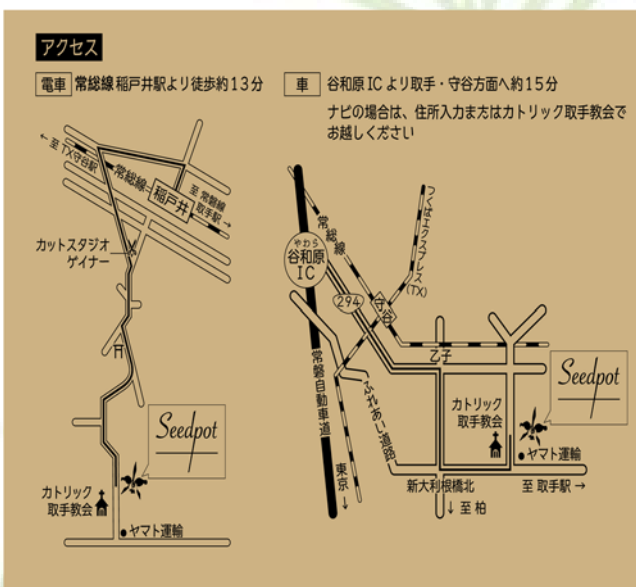 アクセス
電車 常総線 稲戸井駅より徒歩約13分
車 谷和原ICより取手・守谷方面へ約15分
ナビの場合は、住所入力またはカトリック取手教会で
お越しください
← 至 TX守谷駅
常総線
稲戸井
至 常磐線
取手駅 →
カットスタジオ
ゲイナー
Seedpot
カトリック
取手教会
ヤマト運輸
やわら
谷和原
IC
常総線
つくばエクスプレス
(TX)
294
守谷
乙子
常磐自動車道
ふれあい道路
東京
↓
カトリック
取手教会
Seedpot
ヤマト運輸
新大利根橋北
至 取手駅 →
↓ 至 柏